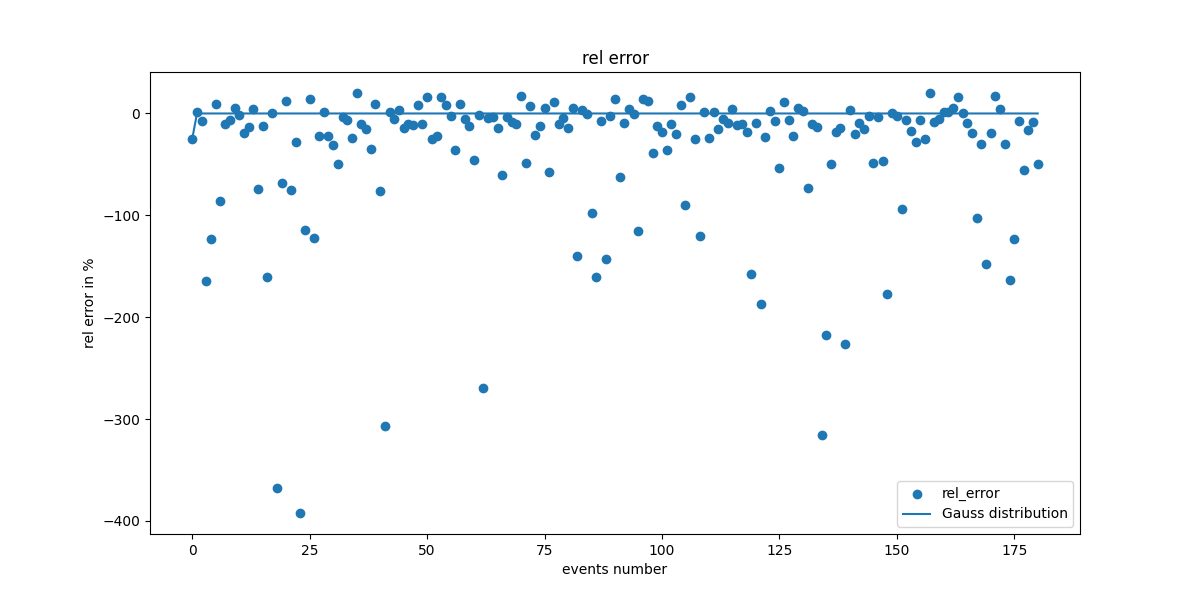 rel error
0
−100
−200
−300
−400
rel error in %
0
25
50
75
100
125
150
175
events number
rel_error
Gauss distribution